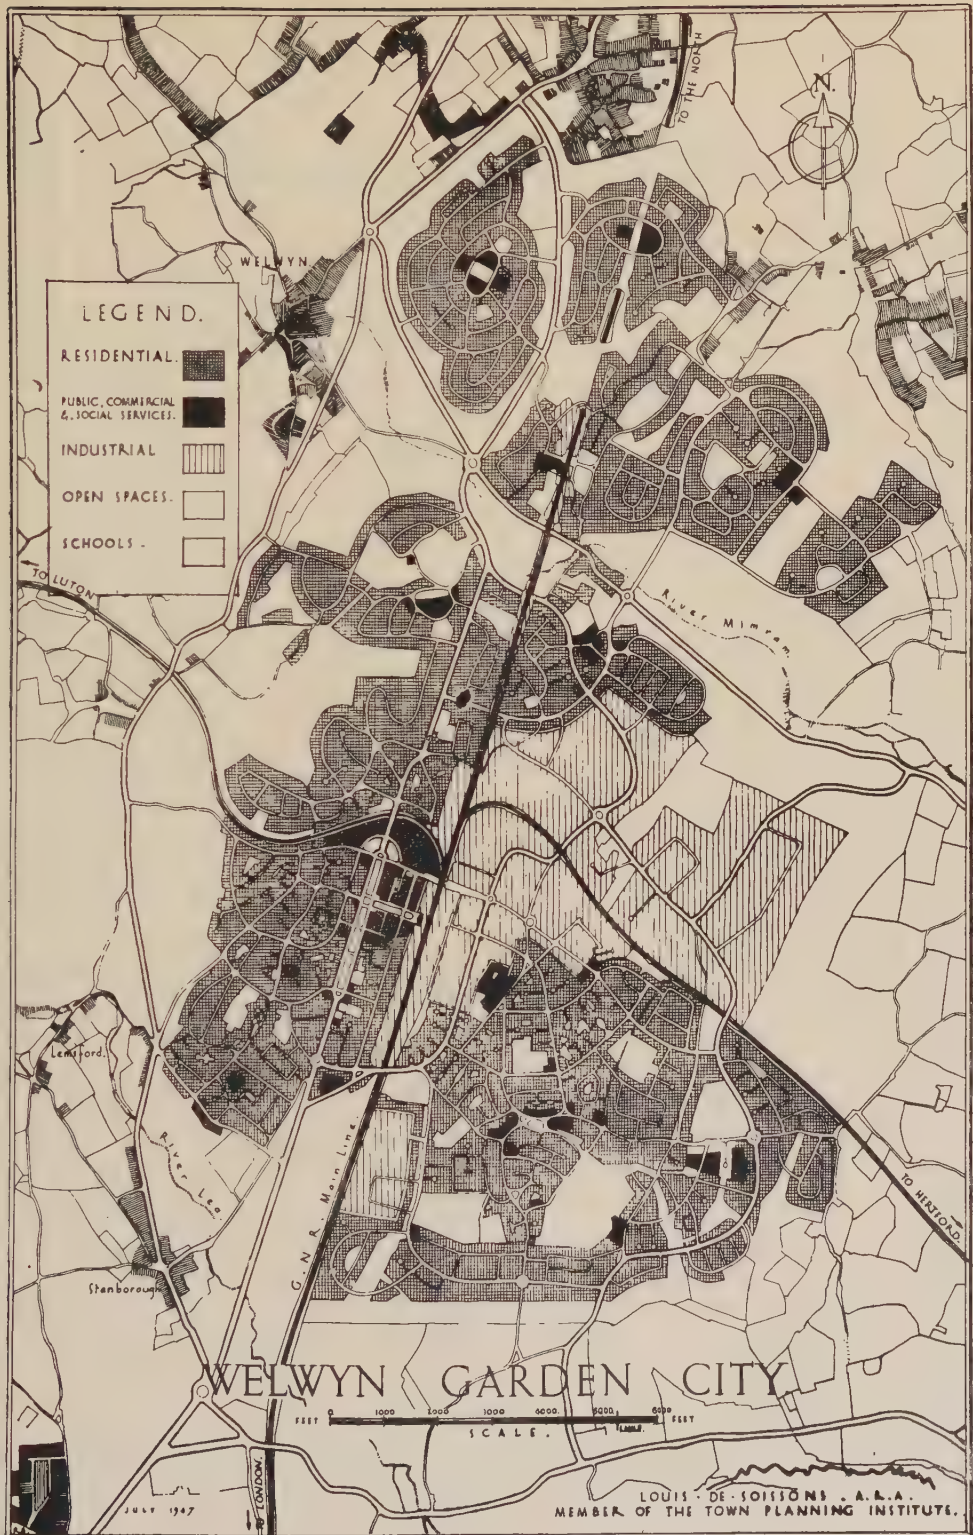 TO THE NORTH
N.
WELWYN
LEGEND.
RESIDENTIAL.
PUBLIC, COMMERCIAL
& SOCIAL SERVICES.
INDUSTRIAL
OPEN SPACES.
SCHOOLS.
TO LUTON
River Mimram
Lemsford.
River Lea
G. N. R. Main Line
TO HERTFORD.
Stanborough
WELWYN GARDEN CITY
FEET 0 1000 2000 3000 4000 5000 6000 FEET
1 MILE.
SCALE.
TO LONDON.
JULY 1947
LOUIS · DE · SOISSONS . A.R.A.
MEMBER OF THE TOWN PLANNING INSTITUTE.